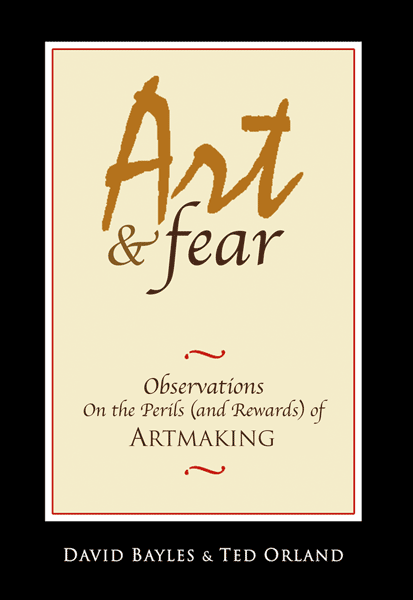 Art
& fear
Observations
On the Perils (and Rewards) of
ARTMAKING
DAVID BAYLES & TED ORLAND